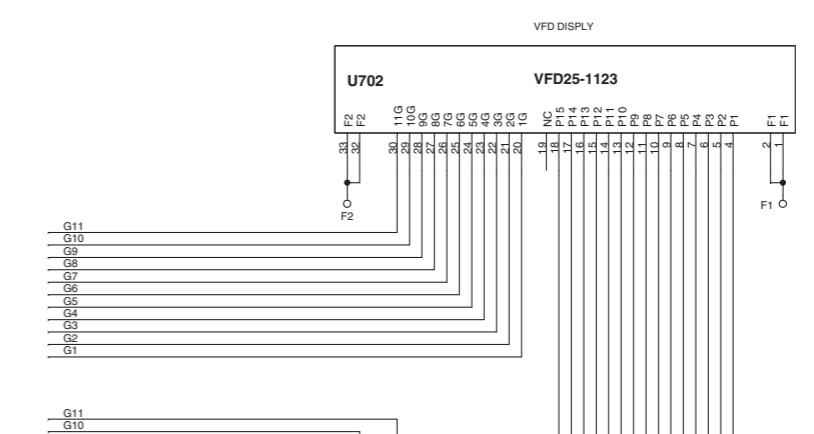 VFD DISPLY
U702 VFD25-1123
F2 F2 11G 10G 9G 8G 7G 6G 5G 4G 3G 2G 1G NC P15 P14 P13 P12 P11 P10 P9 P8 P7 P6 P5 P4 P3 P2 P1 F1 F1
33 32 30 29 28 27 26 25 24 23 22 21 20 19 18 17 16 15 14 13 12 11 10 9 8 7 6 5 4 2 1
F2 F1
G11
G10
G9
G8
G7
G6
G5
G4
G3
G2
G1
G11
G10